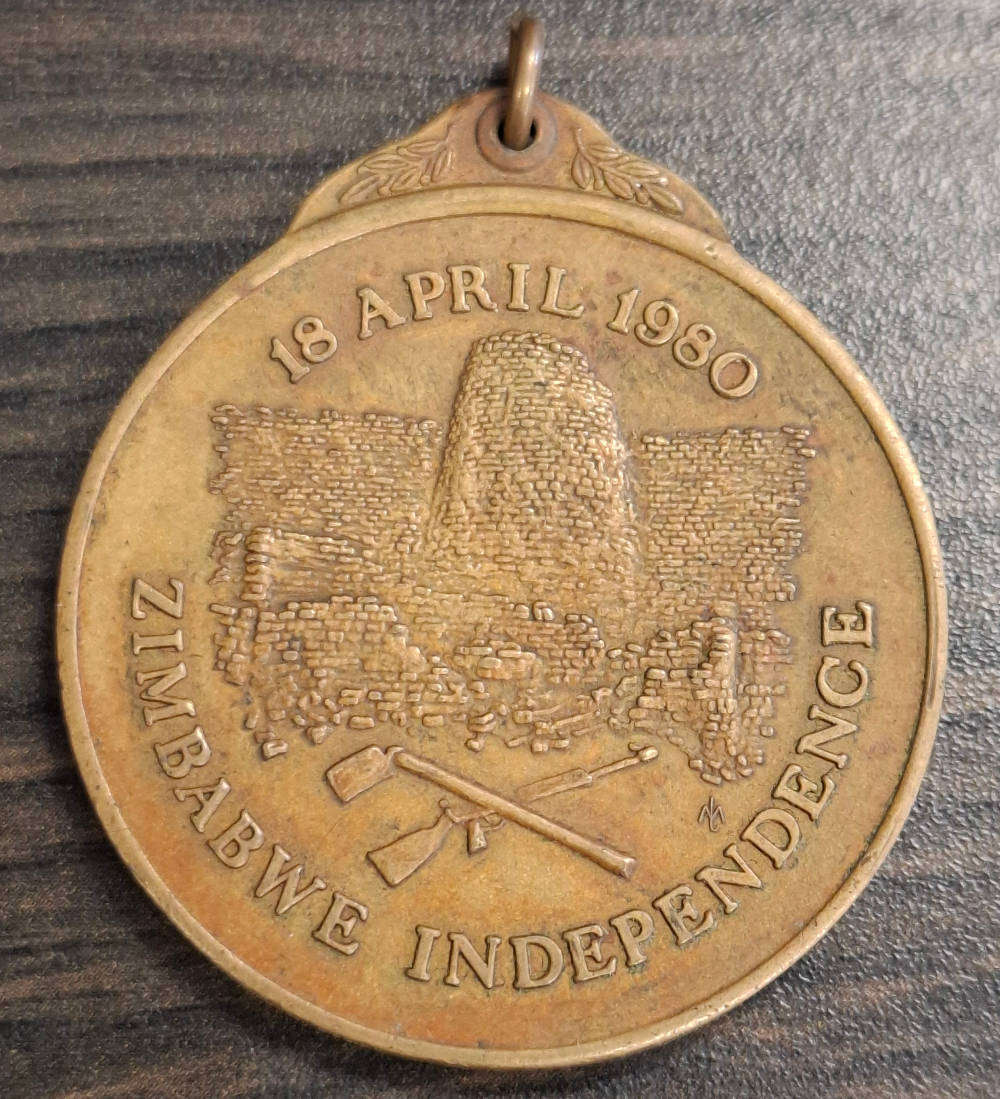 18 APRIL 1980
ZIMBABWE INDEPENDENCE